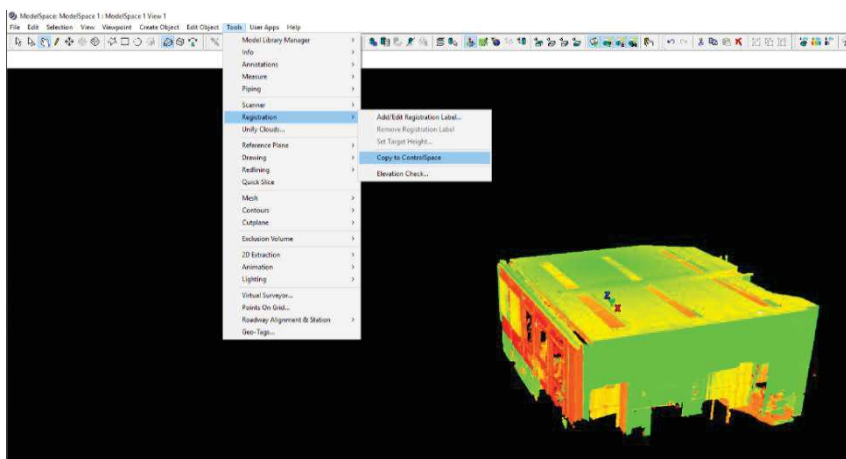 ModelSpace: ModelSpace 1 : ModelSpace 1 View 1
File Edit Selection View Viewpoint Create Object Edit Object Tools User Apps Help
Model Library Manager
Info
Annotations
Measure
Piping
Scanner
Registration
Unify Clouds...
Reference Plane
Drawing
Redlining
Quick Slice
Mesh
Contours
Cutplane
Exclusion Volume
2D Extraction
Animation
Lighting
Virtual Surveyor...
Points On Grid...
Roadway Alignment & Station
Geo-Tags...
Add/Edit Registration Label...
Remove Registration Label
Set Target Height...
Copy to ControlSpace
Elevation Check...
Z
Y
X